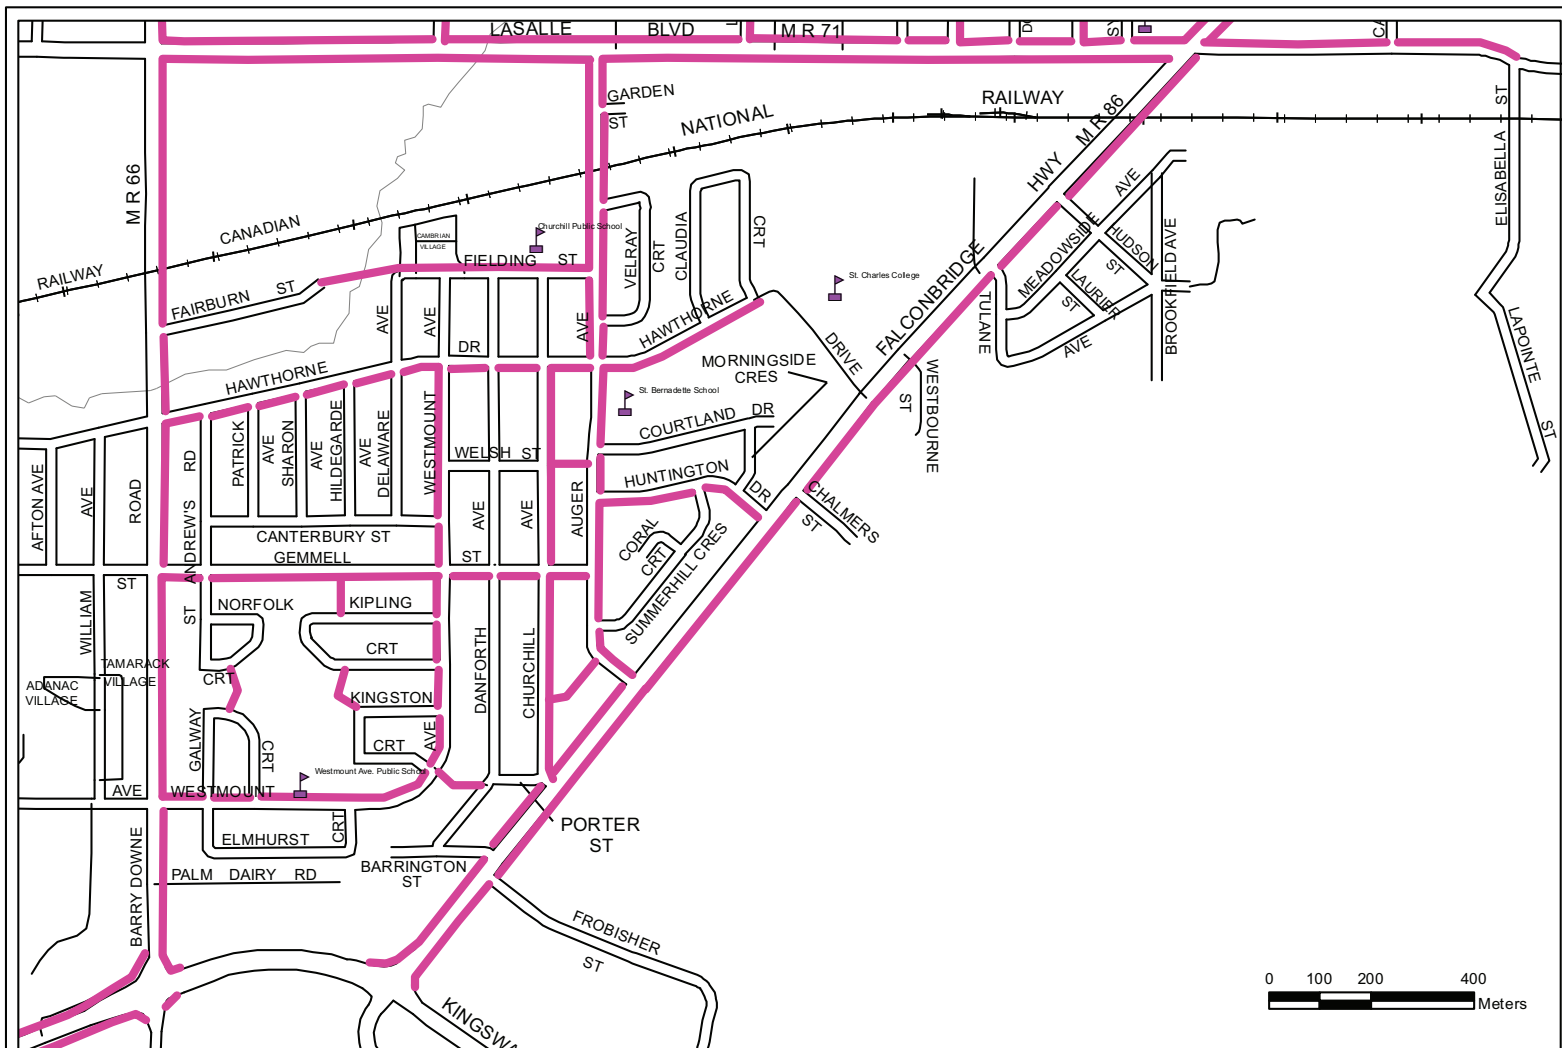 LASALLE BLVD M R 71
GARDEN
ST
NATIONAL
RAILWAY
HWY M R 86
ELISABELLA ST
M R 66
CANADIAN
RAILWAY
Churchill Public School
CAMBRIAN
VILLAGE
FIELDING ST
VELRAY
CRT
CLAUDIA
CRT
AVE
MEADOWSIDE
HUDSON
ST
BROOKFIELD AVE
LAURIER
ST
AVE
TULANE
St. Charles College
FALCONBRIDGE
FAIRBURN ST
AVE
AVE
AVE
DR
HAWTHORNE
DRIVE
LAPOINTE
ST
HAWTHORNE
MORNINGSIDE
CRES
WESTBOURNE
ST
St. Bernadette School
COURTLAND DR
HUNTINGTON
DR
CHALMERS
ST
WELSH ST
AFTON AVE
AVE
ROAD
ANDREW'S
RD
PATRICK
AVE
SHARON
AVE
HILDEGARDE
AVE
DELAWARE
WESTMOUNT
AVE
AVE
AUGER
CANTERBURY ST
GEMMELL
ST
ST
CORAL
CRT
SUMMERHILL CRES
WILLIAM
ST
NORFOLK
KIPLING
CRT
CRT
TAMARACK
VILLAGE
ADANAC
VILLAGE
KINGSTON
CRT
AVE
DANFORTH
CHURCHILL
GALWAY
CRT
Westmount Ave. Public School
AVE
WESTMOUNT
PORTER
ST
ELMHURST
CRT
BARRINGTON
ST
PALM DAIRY RD
BARRY DOWNE
FROBISHER
ST
0 100 200 400
Meters